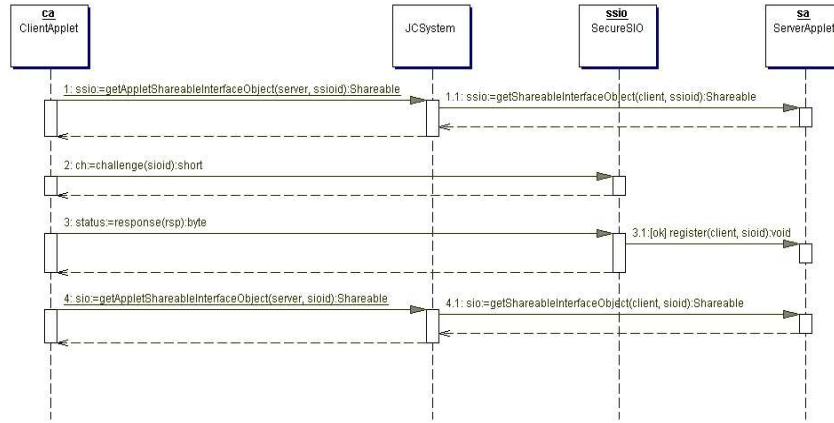 ca
ClientApplet
JCSystem
ssio
SecureSIO
sa
ServerApplet
1: ssio:=getAppletShareableInterfaceObject(server, ssioid):Shareable
1.1: ssio:=getShareableInterfaceObject(client, ssioid):Shareable
2: ch:=challenge(sioid):short
3: status:=response(rsp):byte
3.1:[ok] register(client, sioid):void
4: sio:=getAppletShareableInterfaceObject(server, sioid):Shareable
4.1: sio:=getShareableInterfaceObject(client, sioid):Shareable